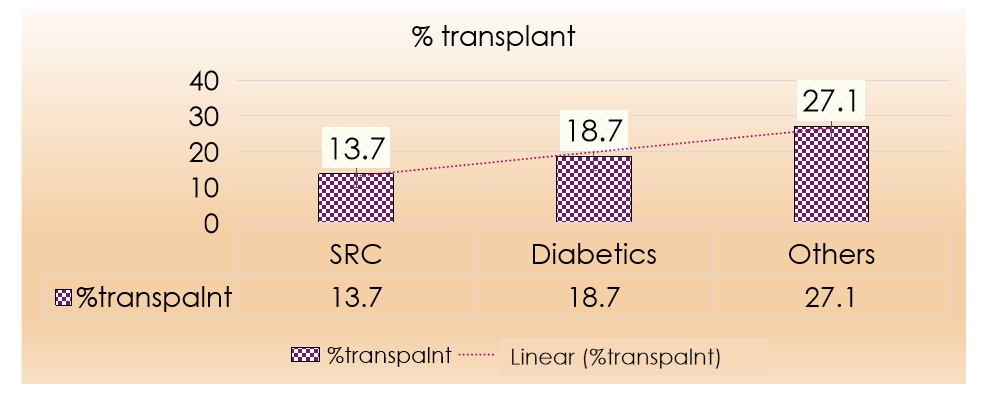 % transplant
40
30
20
10
0
13.7
18.7
27.1
SRC Diabetics Others
%transpalnt 13.7 18.7 27.1
%transpalnt Linear (%transpalnt)